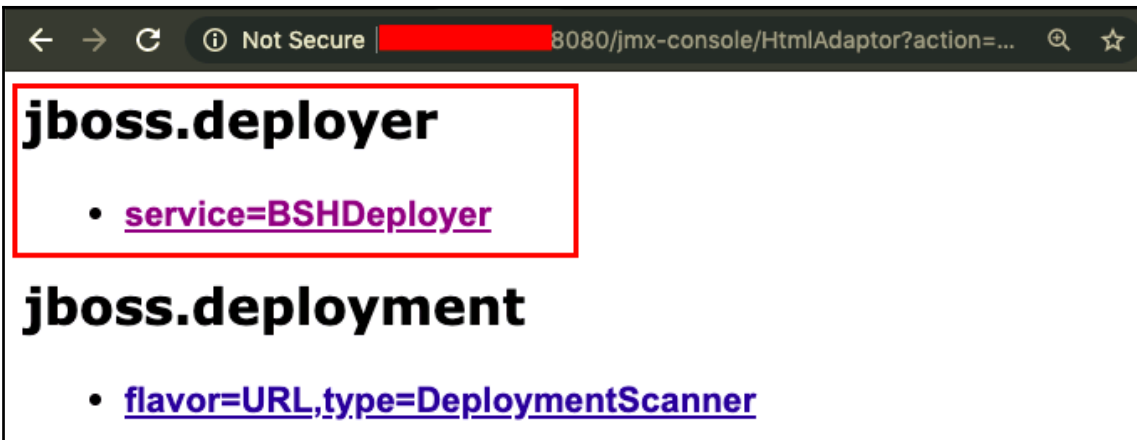 Not Secure 8080/jmx-console/HtmlAdaptor?action=...
jboss.deployer
service=BSHDeployer
jboss.deployment
flavor=URL,type=DeploymentScanner